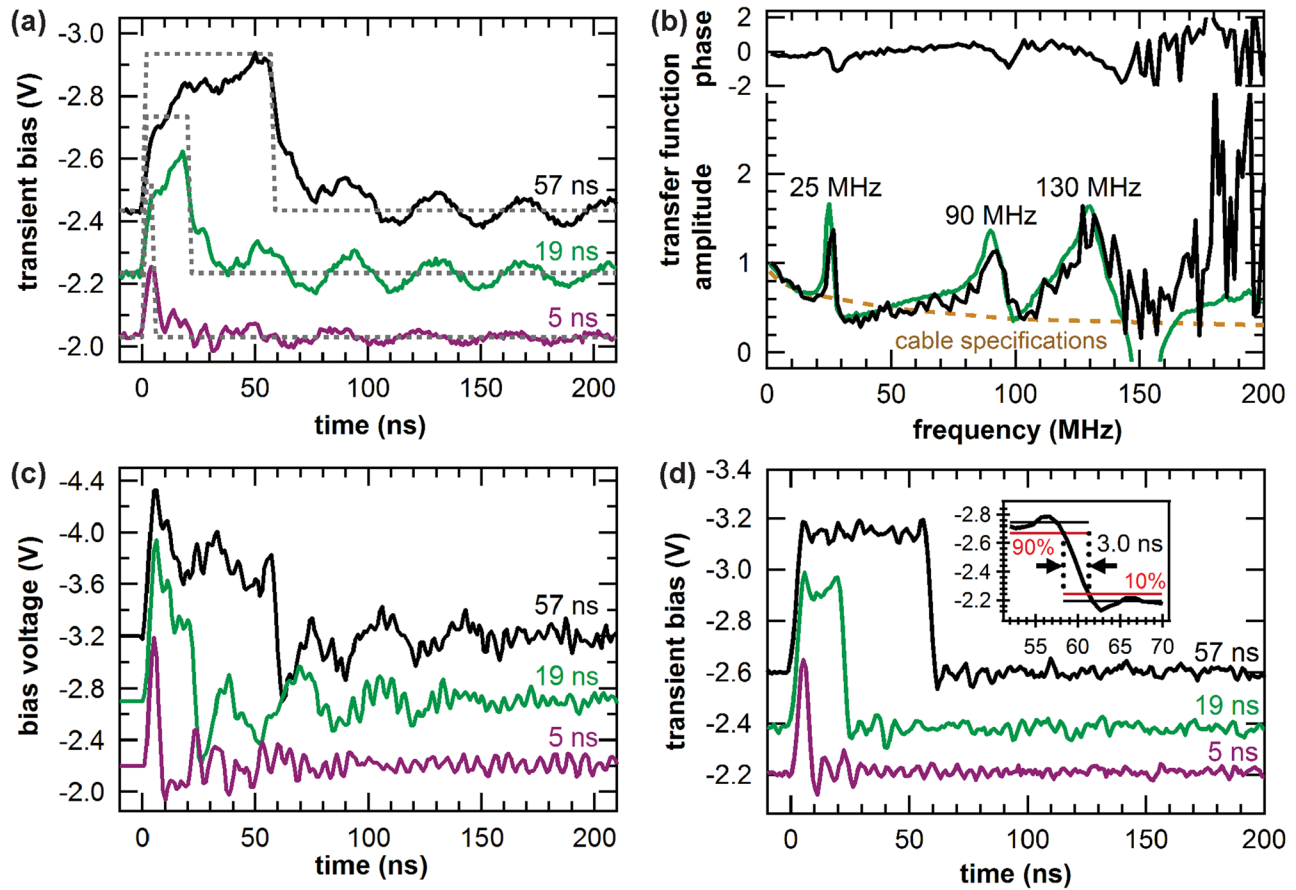 (a)
-3.0
-2.8
-2.6
-2.4
-2.2
-2.0
transient bias (V)
57 ns
19 ns
5 ns
0 50 100 150 200
time (ns)
(b)
2
0
-2
phase
transfer function
amplitude
2
1
0
25 MHz
90 MHz
130 MHz
cable specifications
0 50 100 150 200
frequency (MHz)
(c)
-4.4
-4.0
-3.6
-3.2
-2.8
-2.4
-2.0
bias voltage (V)
57 ns
19 ns
5 ns
0 50 100 150 200
time (ns)
(d)
-3.4
-3.2
-3.0
-2.8
-2.6
-2.4
-2.2
transient bias (V)
-2.8
-2.6
-2.4
-2.2
90%
3.0 ns
10%
55 60 65 70
57 ns
19 ns
5 ns
0 50 100 150 200
time (ns)